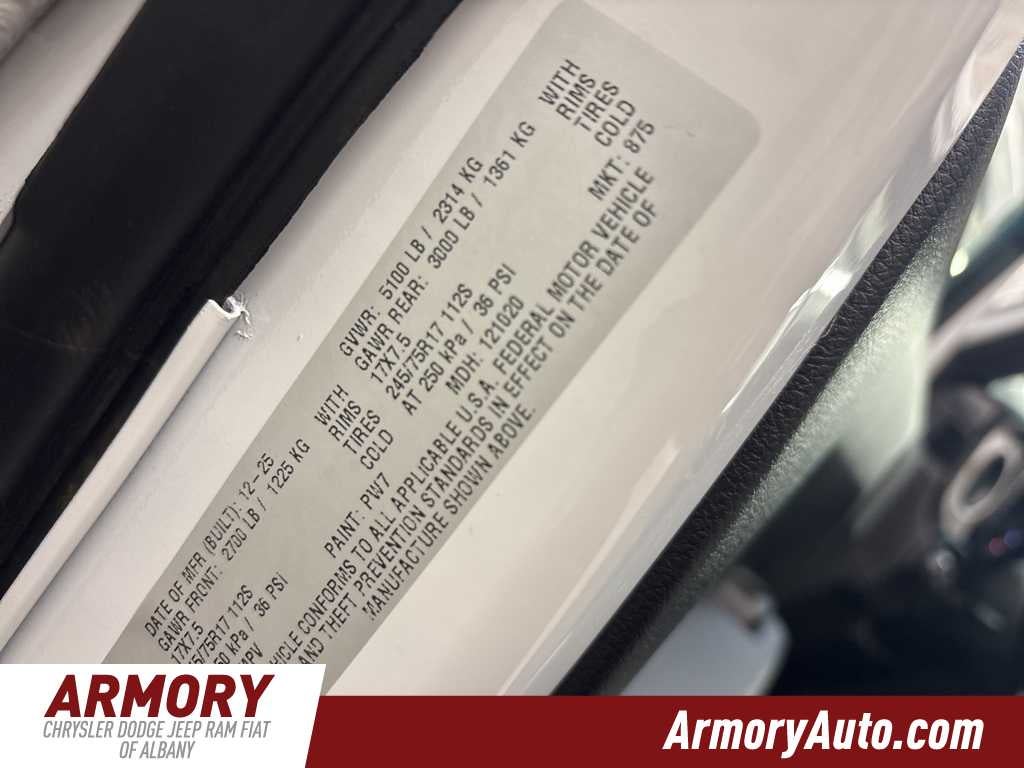 DATE OF MFR (BUILT): 12-25 GVWR: 5100 LB / 2314 KG
GAWR FRONT: 2700 LB / 1225 KG WITH GAWR REAR: 3000 LB / 1361 KG WITH
17X7.5 RIMS 17X7.5 RIMS
5/75R17 112S TIRES 245/75R17 112S TIRES
50 kPa / 36 PSI COLD AT 250 kPa / 36 PSI COLD
MPV PAINT: PW7 MDH: 121020 MKT: 875
HICLE CONFORMS TO ALL APPLICABLE U.S.A. FEDERAL MOTOR VEHICLE
AND THEFT PREVENTION STANDARDS IN EFFECT ON THE DATE OF
MANUFACTURE SHOWN ABOVE.
ARMORY
CHRYSLER DODGE JEEP RAM FIAT
OF ALBANY
ArmoryAuto.com